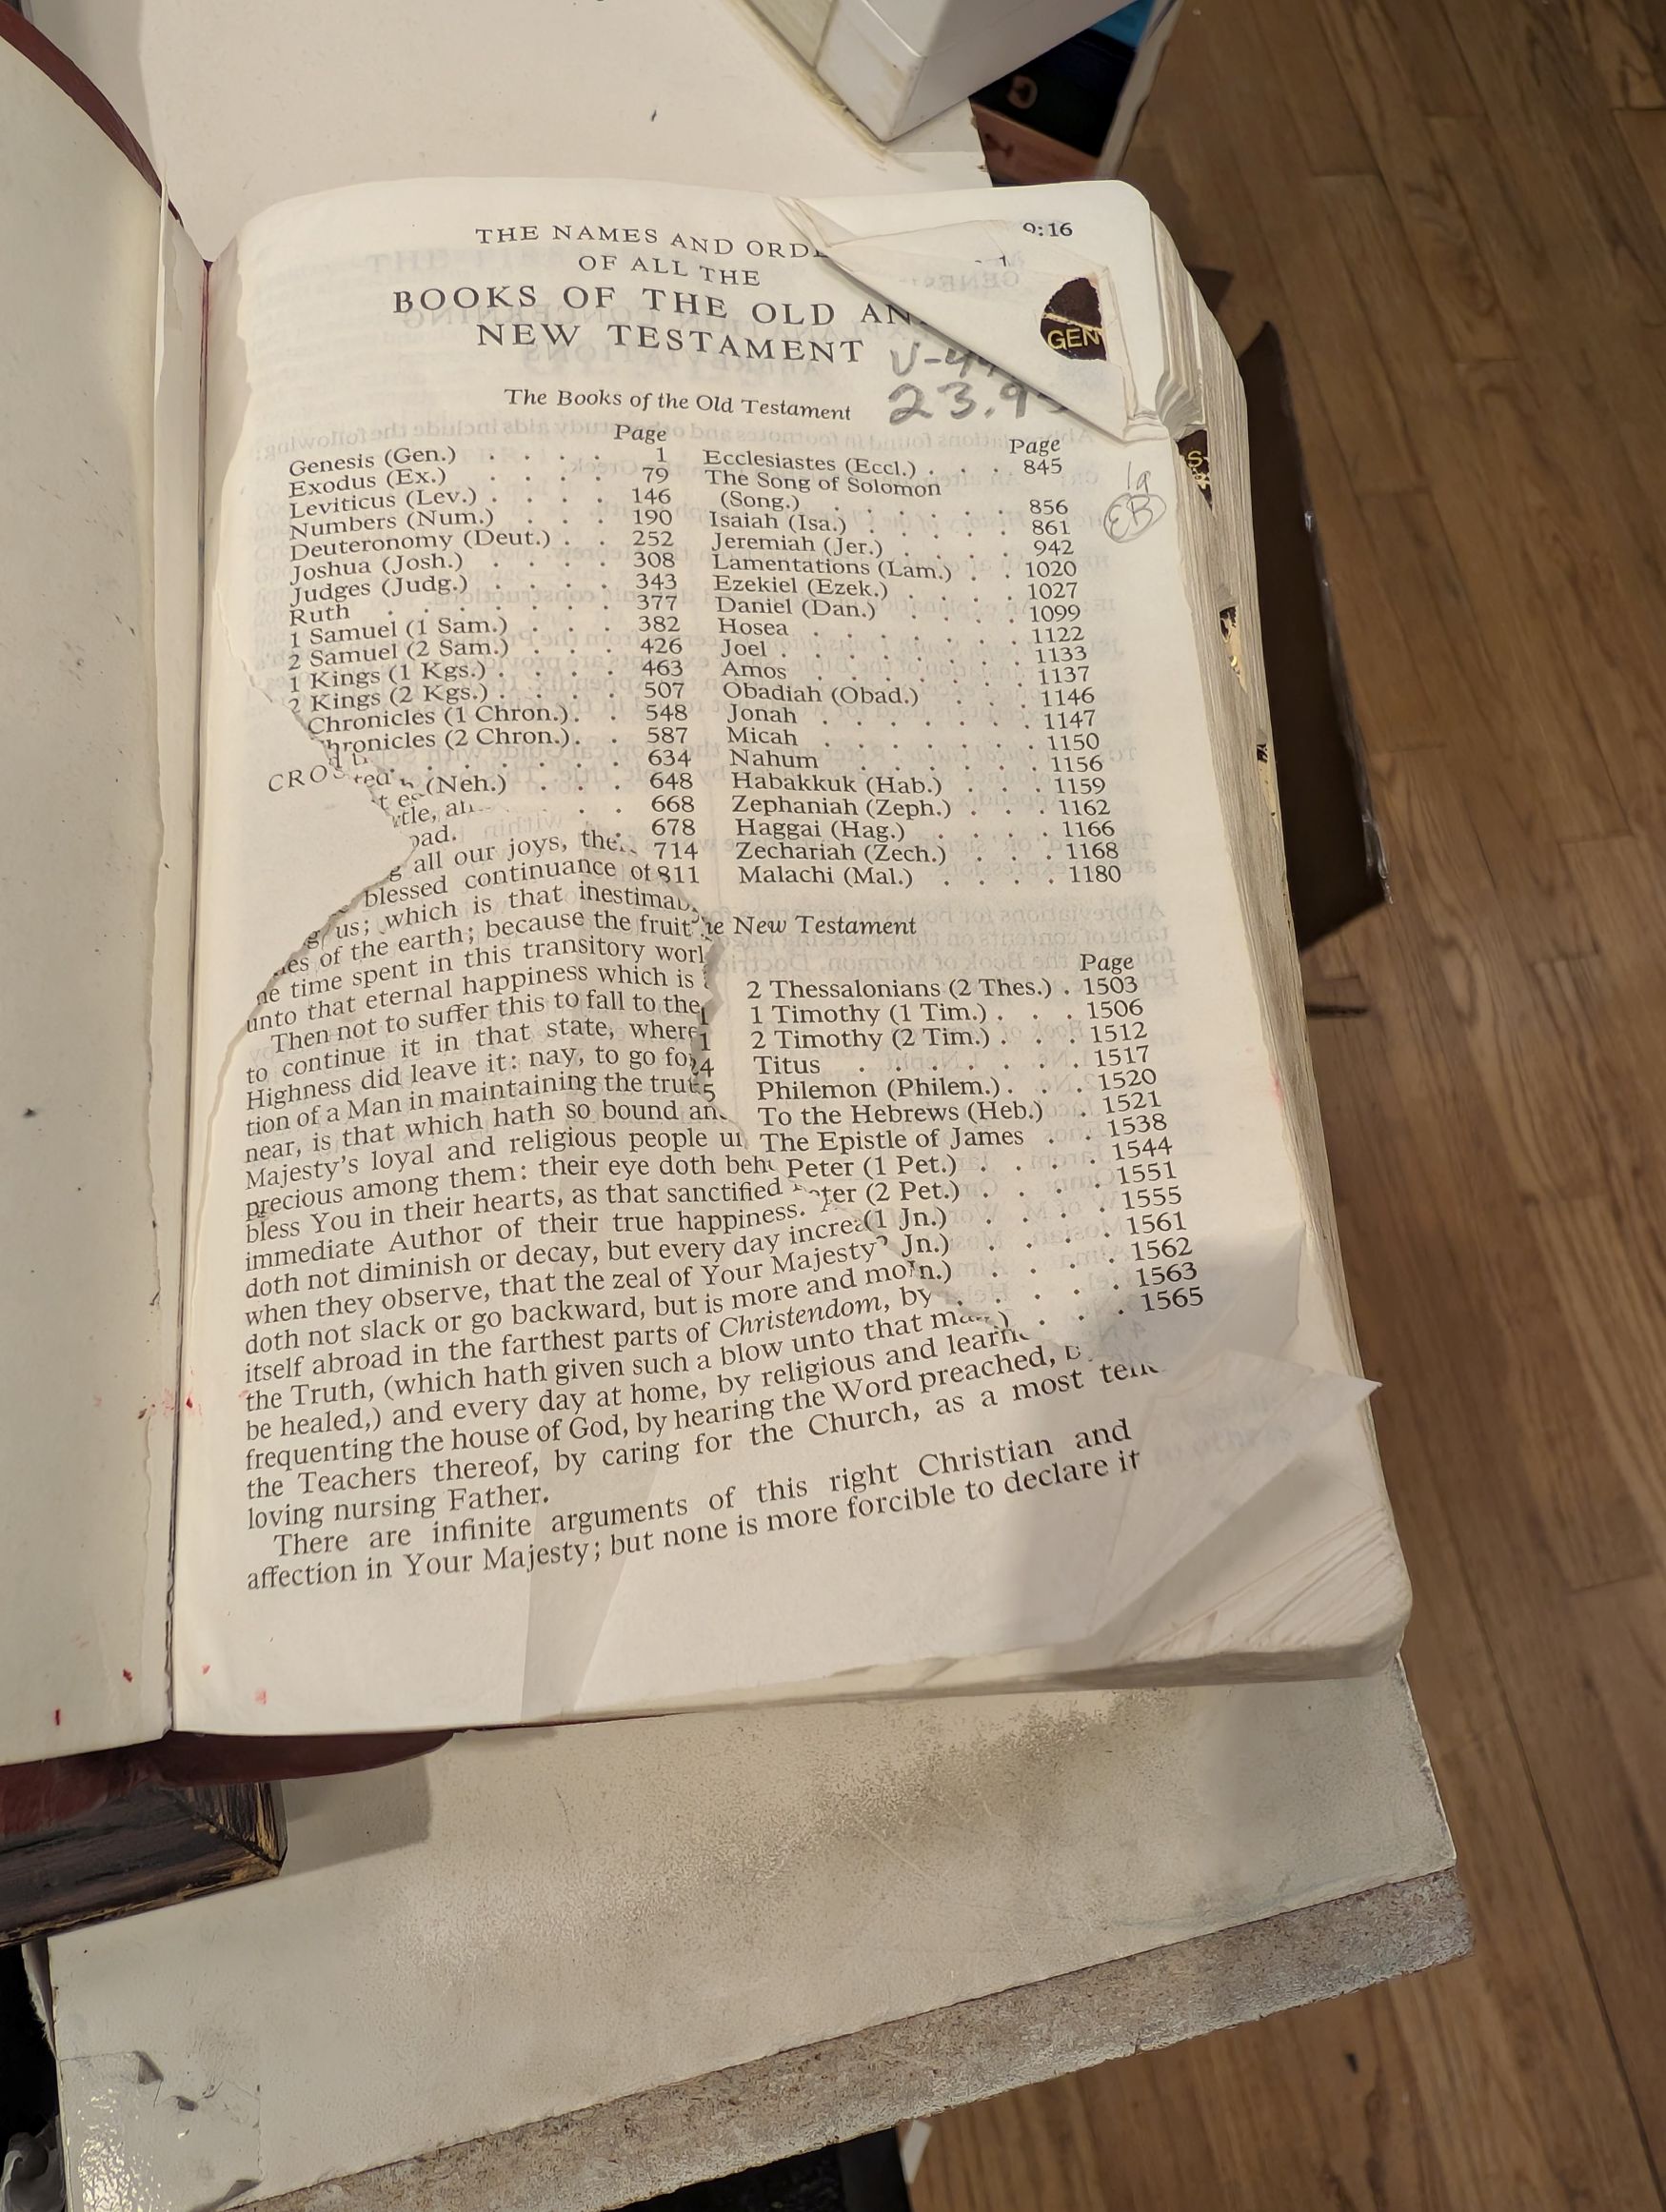 THE NAMES AND
OF ALL THE
BOOKS OF THE OLD
NEW TESTAMENT
9:16
GEN
23.9
The Books of the Old Testament
Page
Genesis (Gen.) . . . . 1
Exodus (Ex.) . . . . 79
Leviticus (Lev.) . . . . 146
Numbers (Num.) . . . 190
Deuteronomy (Deut.) . . 252
Joshua (Josh.) . . . . 308
Judges (Judg.) . . . . 343
Ruth . . . . . . . 377
1 Samuel (1 Sam.) . . . 382
2 Samuel (2 Sam.) . . . 426
1 Kings (1 Kgs.) . . . . 463
2 Kings (2 Kgs.) . . . . 507
Chronicles (1 Chron.) . . 548
hronicles (2 Chron.) . . 587
. . . . . . 634
(Neh.) . . . 648
. . 668
678
714
811
Page
Ecclesiastes (Eccl.) . . . 845
The Song of Solomon
(Song.) . . . . . . 856
Isaiah (Isa.) . . . . . 861
Jeremiah (Jer.) . . . . 942
Lamentations (Lam.) . . 1020
Ezekiel (Ezek.) . . . . 1027
Daniel (Dan.) . . . . 1099
Hosea . . . . . . 1122
Joel . . . . . . . 1133
Amos . . . . . . 1137
Obadiah (Obad.) . . . 1146
Jonah . . . . . . 1147
Micah . . . . . . 1150
Nahum . . . . . . 1156
Habakkuk (Hab.) . . . 1159
Zephaniah (Zeph.) . . . 1162
Haggai (Hag.) . . . . 1166
Zechariah (Zech.) . . . 1168
Malachi (Mal.) . . . . 1180
EB
New Testament
Page
2 Thessalonians (2 Thes.) . 1503
1 Timothy (1 Tim.) . . . 1506
2 Timothy (2 Tim.) . . . 1512
Titus . . . . . . 1517
Philemon (Philem.) . . . 1520
To the Hebrews (Heb.) . 1521
The Epistle of James . . 1538
Peter (1 Pet.) . . . . 1544
(2 Pet.) . . . . 1551
(1 Jn.) . . . . 1555
Jn.) . . . . 1561
. . . . 1562
. . . . 1563
. . . 1565
CROS
all our joys, the
blessed continuance of
us; which is that
of the earth; because the fruit
time spent in this transitory
unto that eternal happiness which is
Then not to suffer this to fall to the
to continue it in that state,
Highness did leave it: nay, to go
tion of a Man in maintaining the
near, is that which hath so bound
Majesty's loyal and religious people
precious among them: their eye doth
bless You in their hearts, as that sanctified
immediate Author of their true happiness.
doth not diminish or decay, but every day
when they observe, that the zeal of Your Majesty
doth not slack or go backward, but is more and
itself abroad in the farthest parts of Christendom, by
the Truth, (which hath given such a blow unto that
be healed,) and every day at home, by religious and
frequenting the house of God, by hearing the Word preached,
the Teachers thereof, by caring for the Church, as a most
loving nursing Father.
There are infinite arguments of this right Christian and
affection in Your Majesty; but none is more forcible to declare it